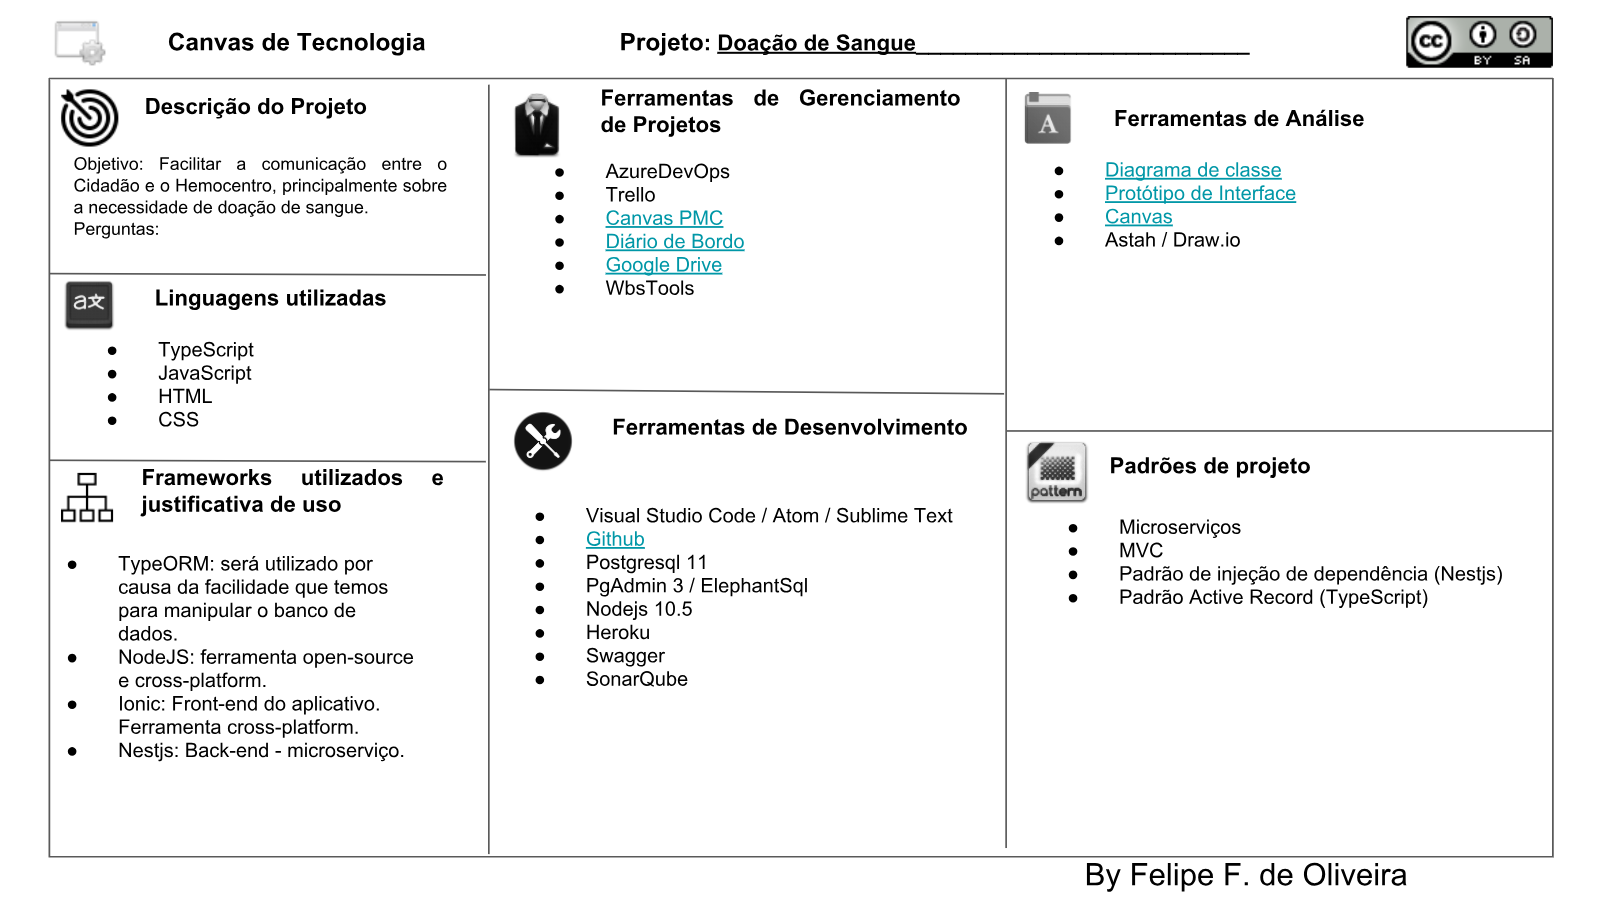 Canvas de Tecnologia
Projeto: Doação de Sangue___________________________
CC BY SA
Descrição do Projeto
Objetivo: Facilitar a comunicação entre o
Cidadão e o Hemocentro, principalmente sobre
a necessidade de doação de sangue.
Perguntas:
Linguagens utilizadas
● TypeScript
● JavaScript
● HTML
● CSS
Frameworks utilizados e
justificativa de uso
● TypeORM: será utilizado por
causa da facilidade que temos
para manipular o banco de
dados.
● NodeJS: ferramenta open-source
e cross-platform.
● Ionic: Front-end do aplicativo.
Ferramenta cross-platform.
● Nestjs: Back-end - microserviço.
Ferramentas de Gerenciamento
de Projetos
● AzureDevOps
● Trello
● Canvas PMC
● Diário de Bordo
● Google Drive
● WbsTools
Ferramentas de Desenvolvimento
● Visual Studio Code / Atom / Sublime Text
● Github
● Postgresql 11
● PgAdmin 3 / ElephantSql
● Nodejs 10.5
● Heroku
● Swagger
● SonarQube
A
Ferramentas de Análise
● Diagrama de classe
● Protótipo de Interface
● Canvas
● Astah / Draw.io
pattern
Padrões de projeto
● Microserviços
● MVC
● Padrão de injeção de dependência (Nestjs)
● Padrão Active Record (TypeScript)
By Felipe F. de Oliveira